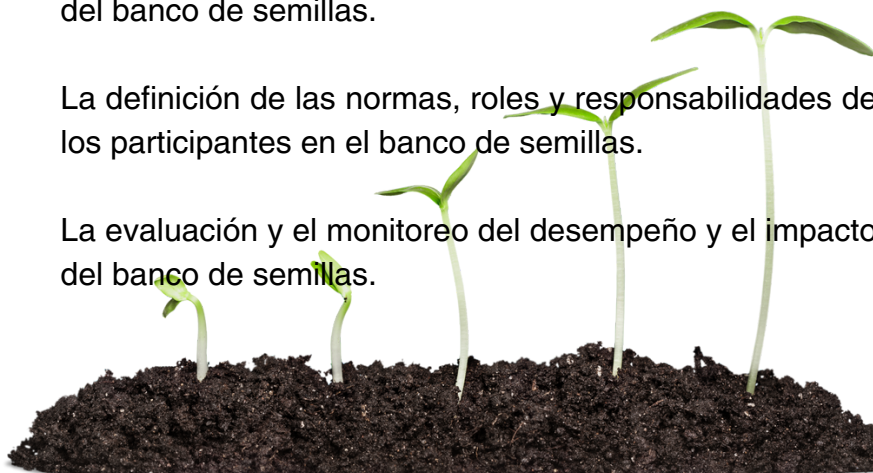 del banco de semillas.
La definición de las normas, roles y responsabilidades de
los participantes en el banco de semillas.
La evaluación y el monitoreo del desempeño y el impacto
del banco de semillas.